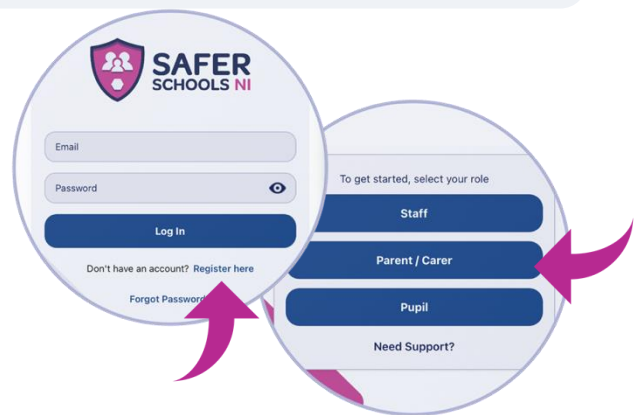 SAFER
SCHOOLS NI
Email
Password
Log In
Don't have an account? Register here
Forgot Password
To get started, select your role
Staff
Parent / Carer
Pupil
Need Support?